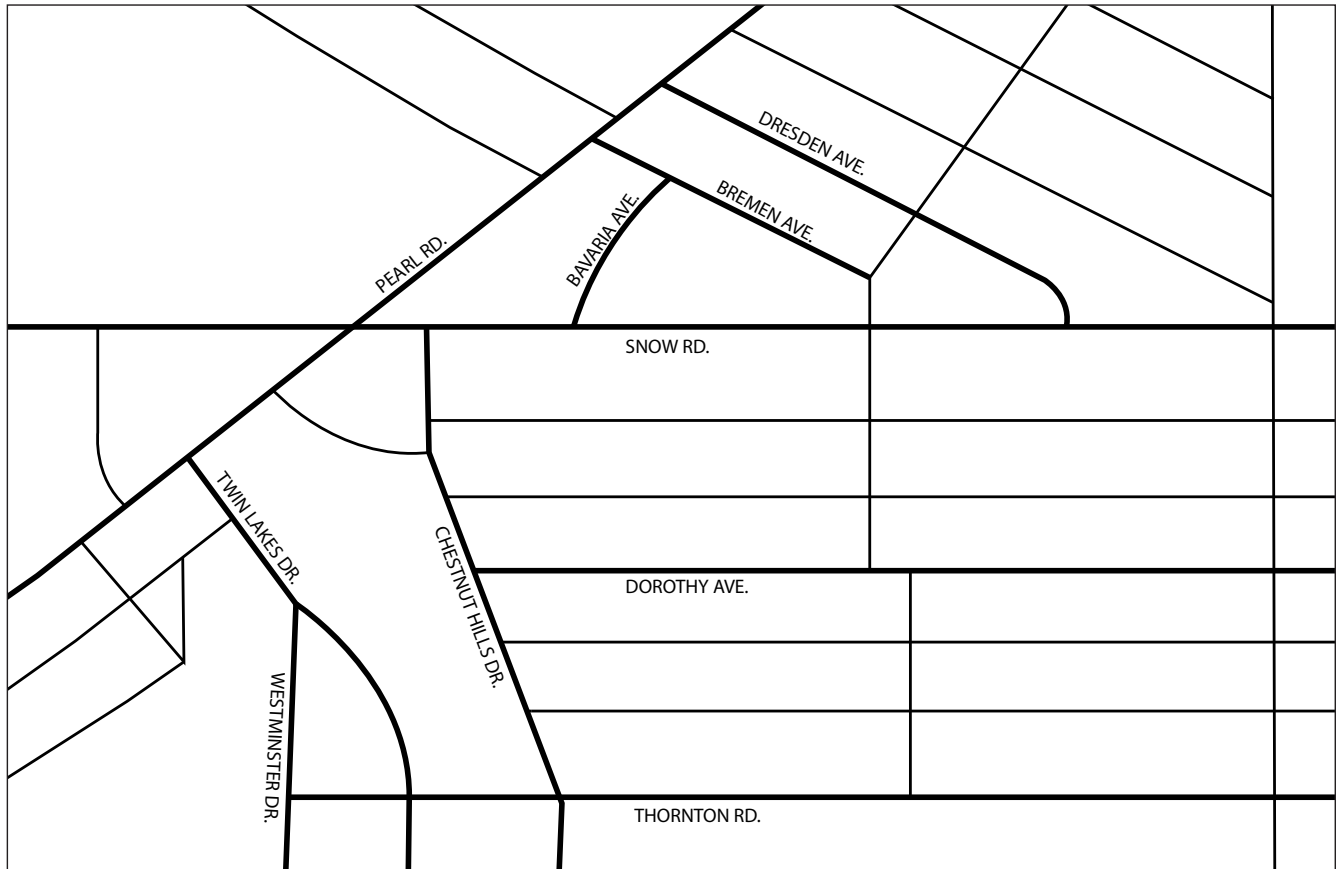 DRESDEN AVE.
BREMEN AVE.
BAVARIA AVE.
PEARL RD.
SNOW RD.
TWIN LAKES DR.
CHESTNUT HILLS DR.
DOROTHY AVE.
WESTMINSTER DR.
THORNTON RD.